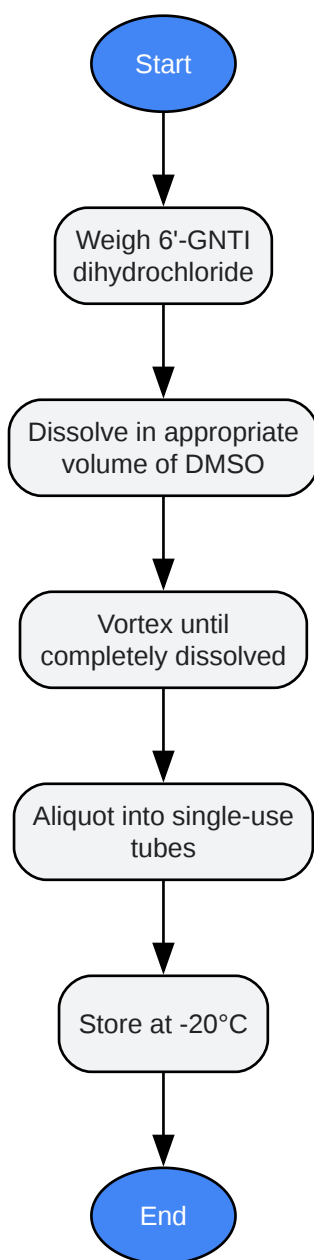 Start
Weigh 6'-GNTI
dihydrochloride
Dissolve in appropriate
volume of DMSO
Vortex until
completely dissolved
Aliquot into single-use
tubes
Store at -20°C
End